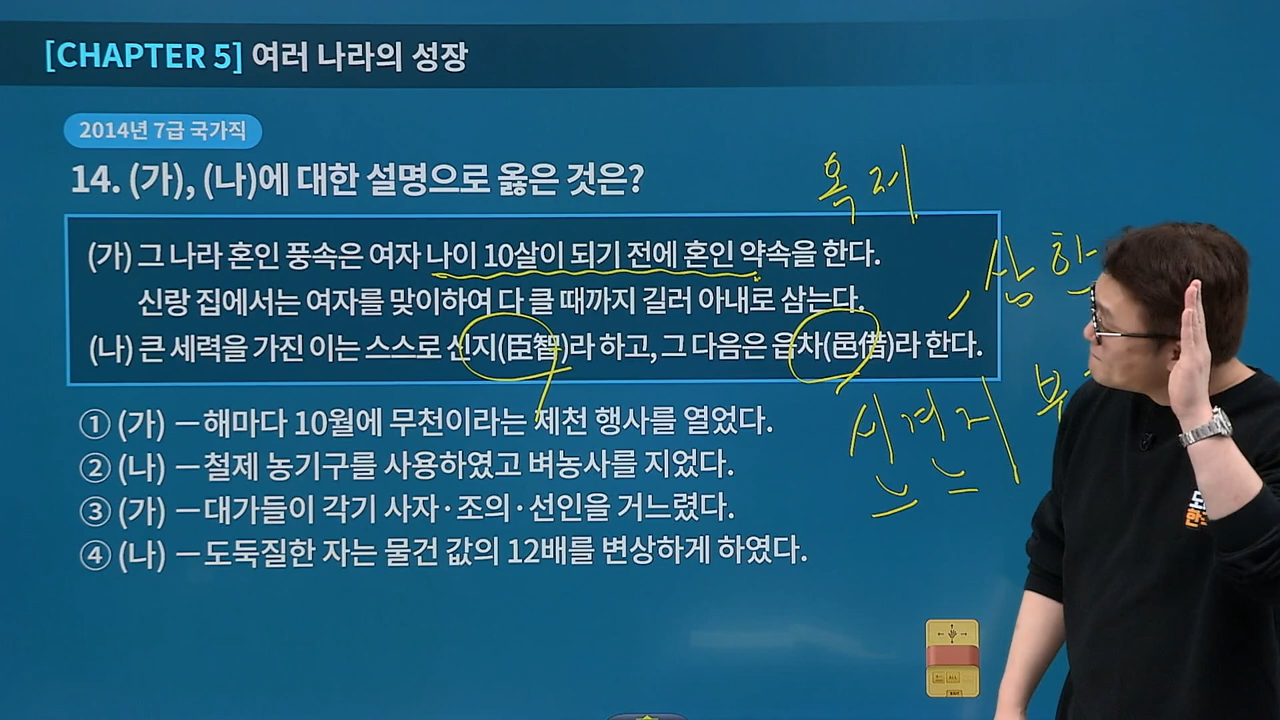 [CHAPTER 5] 여러 나라의 성장
2014년 7급 국가직
14. (가), (나)에 대한 설명으로 옳은 것은?
옥저
(가) 그 나라 혼인 풍속은 여자 나이 10살이 되기 전에 혼인 약속을 한다.
삼한
신랑 집에서는 여자를 맞이하여 다 클 때까지 길러 아내로 삼는다.
(나) 큰 세력을 가진 이는 스스로 신지(臣智)라 하고, 그 다음은 읍차(邑借)라 한다.
① (가) ― 해마다 10월에 무천이라는 제천 행사를 열었다.
② (나) ― 철제 농기구를 사용하였고 벼농사를 지었다.
③ (가) ― 대가들이 각기 사자·조의·선인을 거느렸다.
④ (나) ― 도둑질한 자는 물건 값의 12배를 변상하게 하였다.